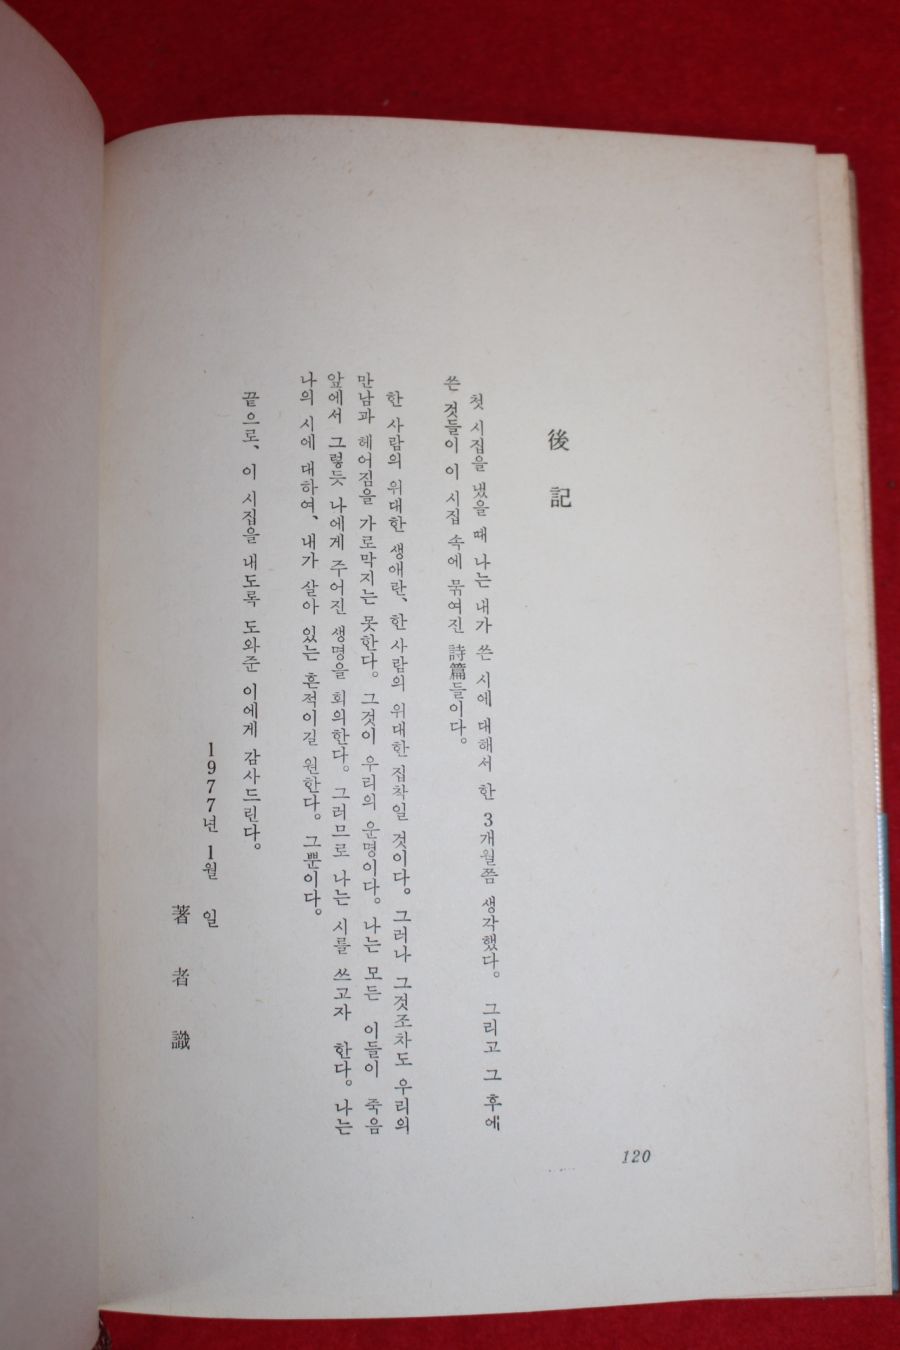 後記
첫 시집을 냈을 때 나는 내가 쓴 시에 대해서 한 3개월쯤 생각했다. 그리고 그 후에
쓴 것들이 이 시집 속에 묶여진 詩篇들이다.
한 사람의 위대한 생애란, 한 사람의 위대한 집착일 것이다. 그러나 그것조차도 우리의
만남과 헤어짐을 가로막지는 못한다. 그것이 우리의 운명이다. 나는 모든 이들이 죽음
앞에서 그렇듯 나에게 주어진 생명을 회의한다. 그러므로 나는 시를 쓰고자 한다. 나는
나의 시에 대하여, 내가 살아 있는 흔적이길 원한다. 그뿐이다.
끝으로, 이 시집을 내도록 도와준 이에게 감사드린다.
1977년 1월 일
著者識
120